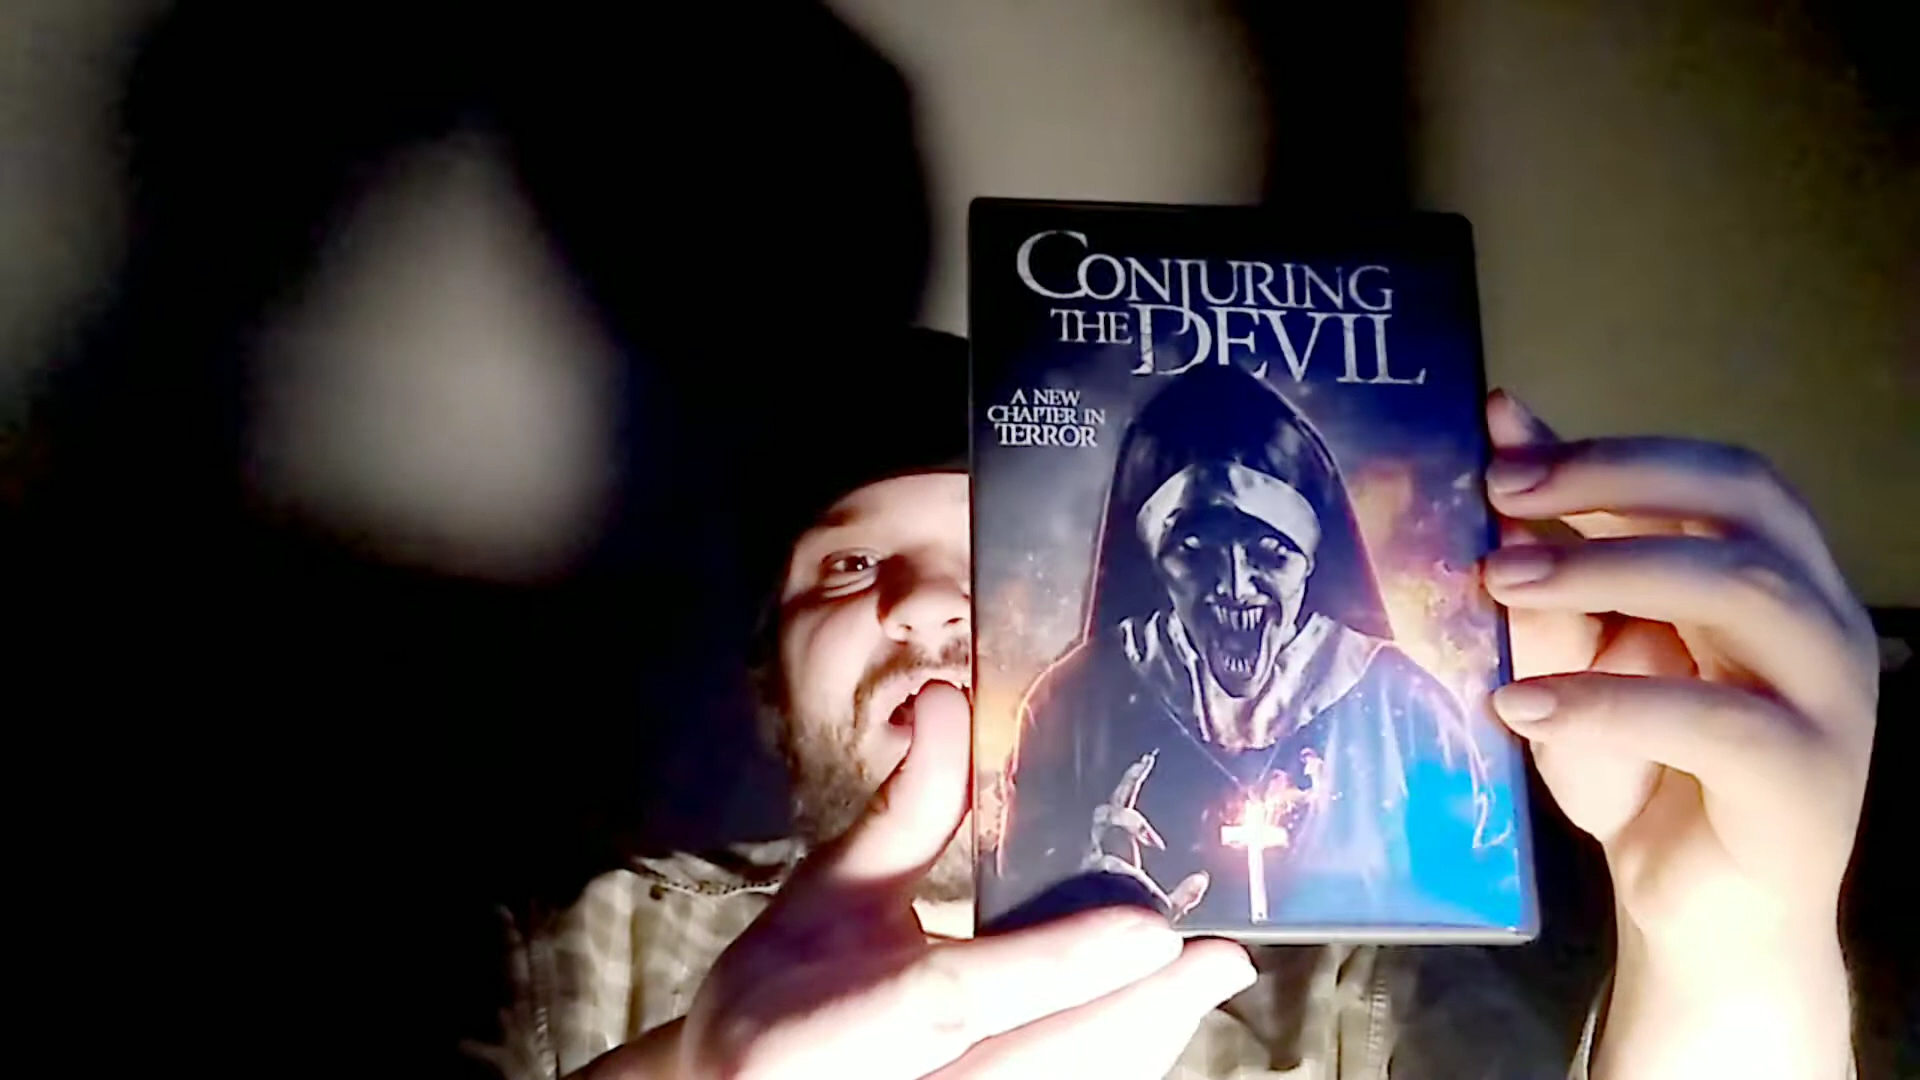 CONJURING
THE DEVIL
A NEW
CHAPTER IN
TERROR